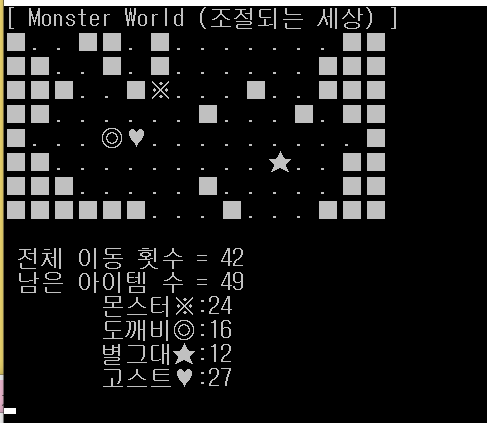 [ Monster World (조절되는 세상) ]
■..■■.■.......■■
■■..■.■......■■■
■■■..■※...■..■■■
■■......■...■.■■
■...◎♥.........■
■■.........★..■■
■■■.....■.....■■
■■■■■■...■...■■■
전체 이동 횟수 = 42
남은 아이템 수 = 49
몬스터※:24
도깨비◎:16
별그대★:12
고스트♥:27